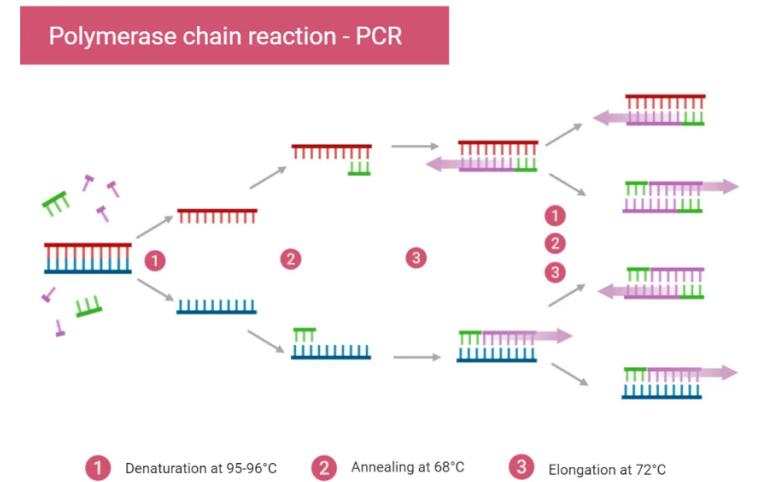 Polymerase chain reaction - PCR
1
2
3
1
2
3
1 Denaturation at 95-96°C
2 Annealing at 68°C
3 Elongation at 72°C